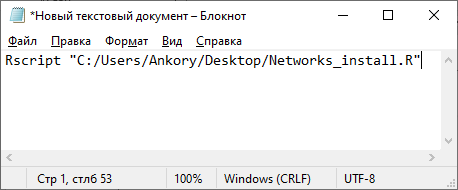 *Новый текстовый документ – Блокнот
Файл Правка Формат Вид Справка
Rscript "C:/Users/Ankory/Desktop/Networks_install.R"
Стр 1, стлб 53 100% Windows (CRLF) UTF-8